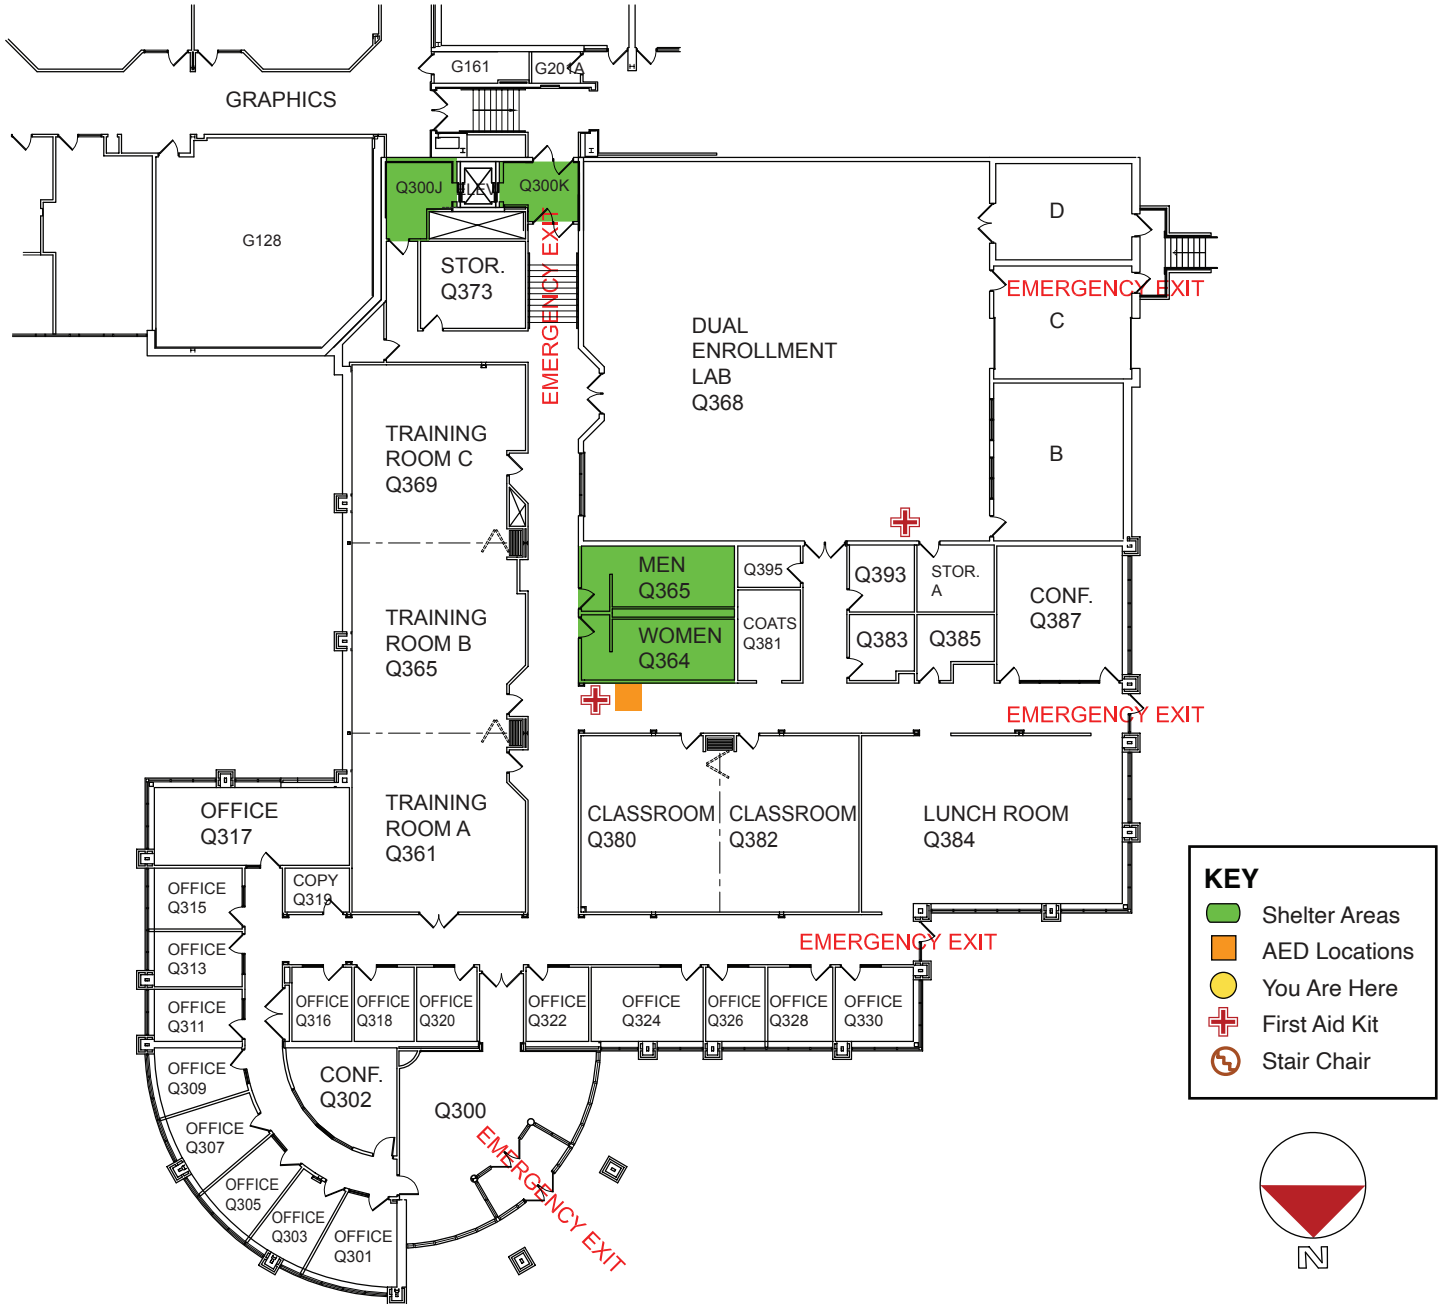 G161
G201A
GRAPHICS
Q300J
ELEV
Q300K
G128
D
STOR.
Q373
EMERGENCY EXIT
EMERGENCY EXIT
C
DUAL
ENROLLMENT
LAB
Q368
TRAINING
ROOM C
Q369
B
MEN
Q365
Q395
Q393
STOR.
A
CONF.
Q387
TRAINING
ROOM B
Q365
WOMEN
Q364
COATS
Q381
Q383
Q385
EMERGENCY EXIT
OFFICE
Q317
TRAINING
ROOM A
Q361
CLASSROOM
Q380
CLASSROOM
Q382
LUNCH ROOM
Q384
COPY
Q319
OFFICE
Q315
EMERGENCY EXIT
OFFICE
Q313
OFFICE
Q311
OFFICE
Q316
OFFICE
Q318
OFFICE
Q320
OFFICE
Q322
OFFICE
Q324
OFFICE
Q326
OFFICE
Q328
OFFICE
Q330
OFFICE
Q309
CONF.
Q302
Q300
OFFICE
Q307
EMERGENCY EXIT
OFFICE
Q305
OFFICE
Q303
OFFICE
Q301
KEY
Shelter Areas
AED Locations
You Are Here
First Aid Kit
Stair Chair
N